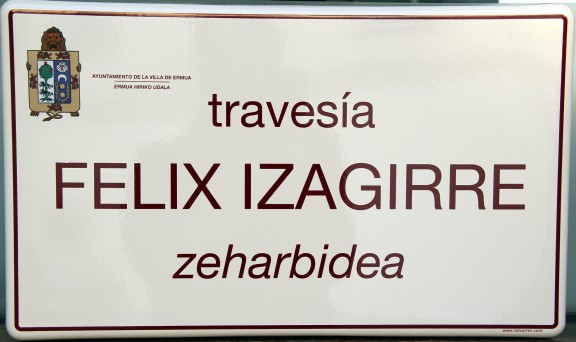 AYUNTAMIENTO DE LA VILLA DE ERMUA
ERMUA HIRIKO UDALA
travesía
FELIX IZAGIRRE
zeharbidea